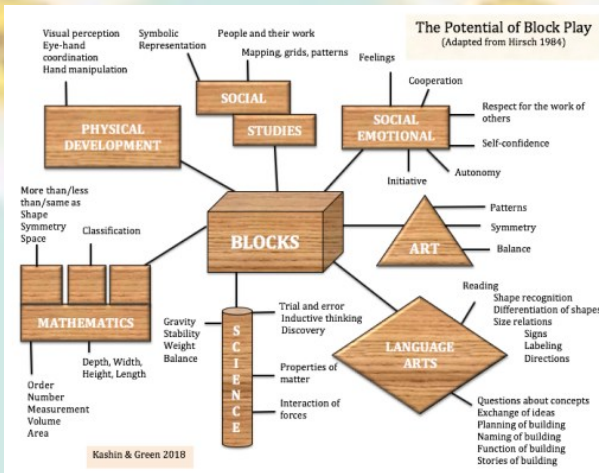 The Potential of Block Play
(Adapted from Hirsch 1984)
Visual perception
Eye-hand
coordination
Hand manipulation
PHYSICAL
DEVELOPMENT
Symbolic
Representation
People and their work
Mapping, grids, patterns
SOCIAL
STUDIES
Feelings
Cooperation
SOCIAL
EMOTIONAL
Respect for the work of
others
Self-confidence
Autonomy
Initiative
BLOCKS
Patterns
Symmetry
Balance
ART
More than/less
than/same as
Shape
Symmetry
Space
Classification
MATHEMATICS
Depth, Width,
Height, Length
Order
Number
Measurement
Volume
Area
Gravity
Stability
Weight
Balance
SCIENCE
Trial and error
Inductive thinking
Discovery
Properties of
matter
Interaction of
forces
LANGUAGE
ARTS
Reading
Shape recognition
Differentiation of shapes
Size relations
Signs
Labeling
Directions
Questions about concepts
Exchange of ideas
Planning of building
Naming of building
Function of building
Stories of building
Kashin & Green 2018